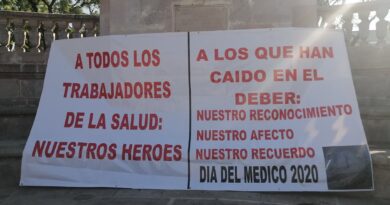 A TODOS LOS
TRABAJADORES
DE LA SALUD:
NUESTROS HEROES
A LOS QUE HAN
CAIDO EN EL
DEBER:
NUESTRO RECONOCIMIENTO
NUESTRO AFECTO
NUESTRO RECUERDO
DIA DEL MEDICO 2020